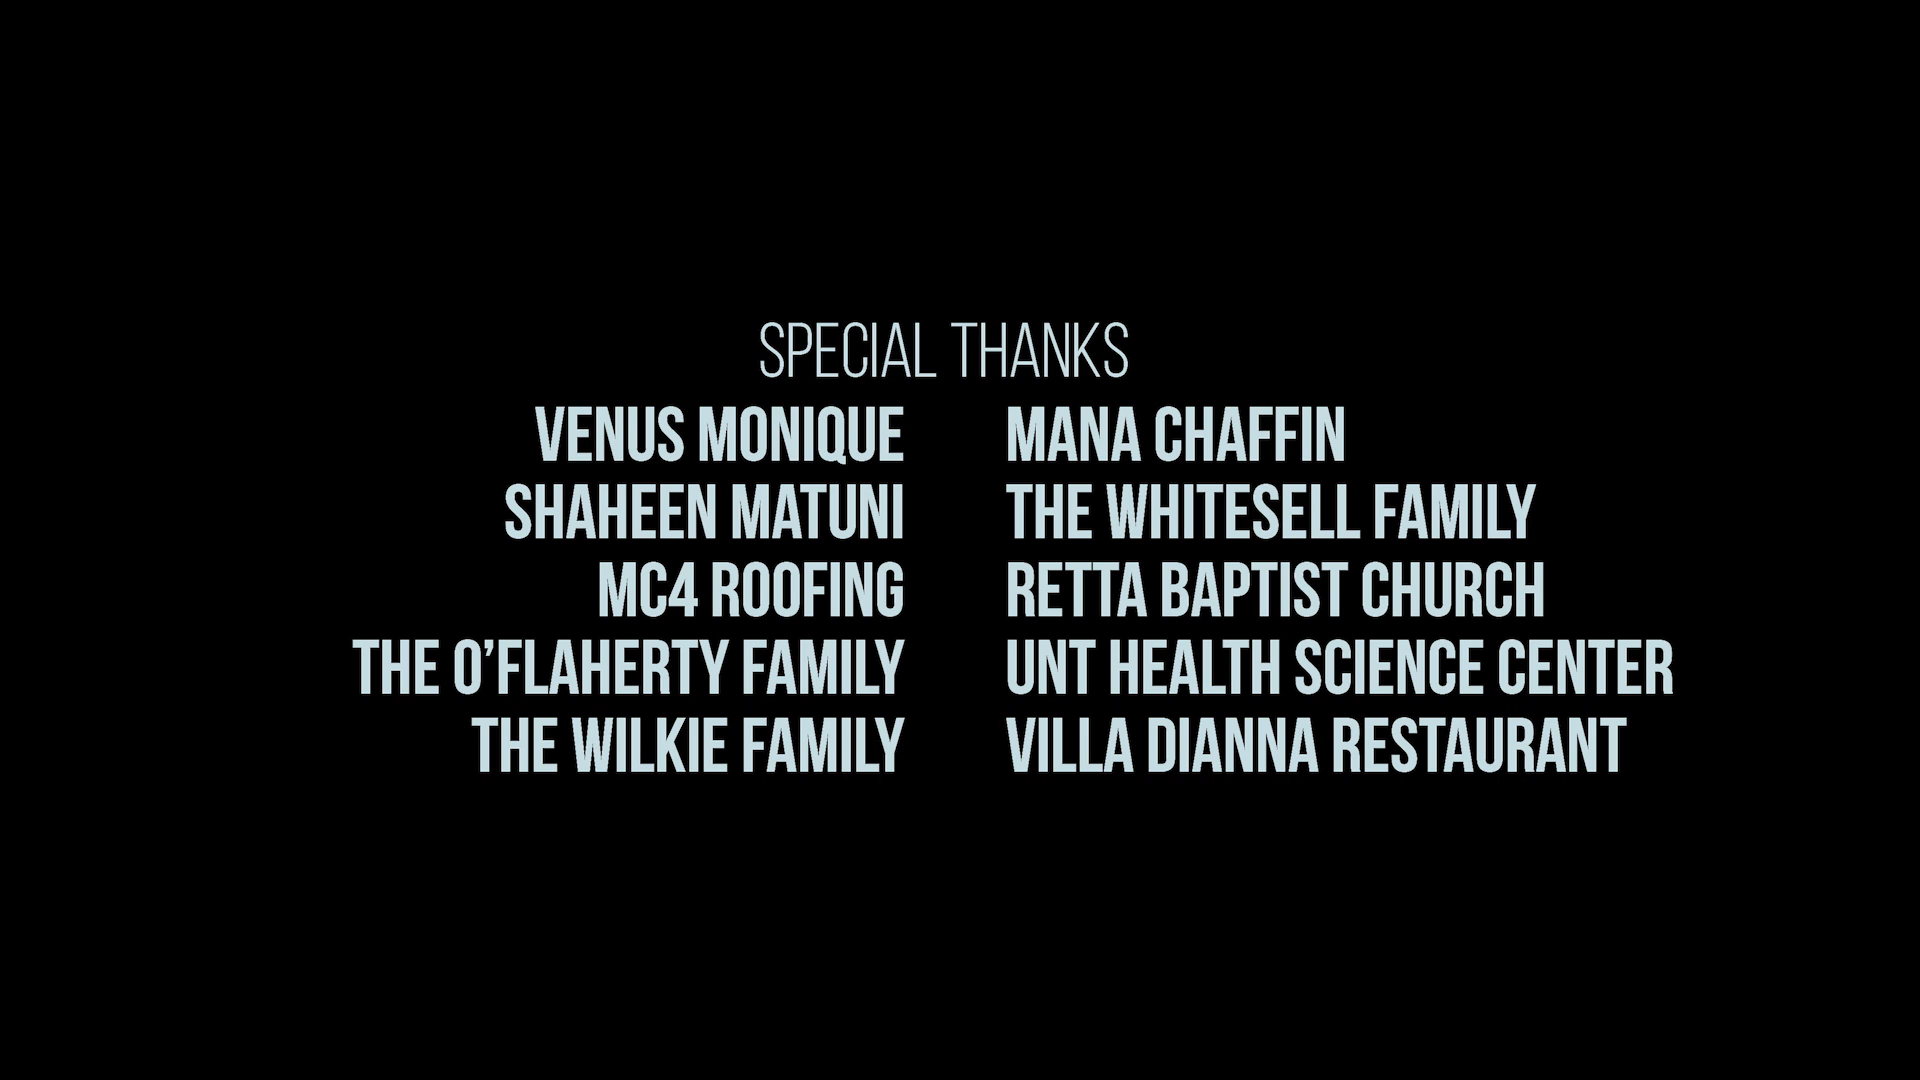 SPECIAL THANKS
VENUS MONIQUE MANA CHAFFIN
SHAHEEN MATUNI THE WHITESELL FAMILY
MC4 ROOFING RETTA BAPTIST CHURCH
THE O’FLAHERTY FAMILY UNT HEALTH SCIENCE CENTER
THE WILKIE FAMILY VILLA DIANNA RESTAURANT